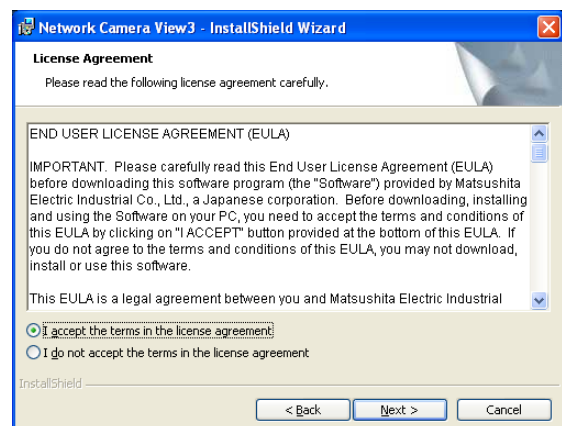 Network Camera View3 - InstallShield Wizard
License Agreement
Please read the following license agreement carefully.
END USER LICENSE AGREEMENT (EULA)
IMPORTANT. Please carefully read this End User License Agreement (EULA)
before downloading this software program (the "Software") provided by Matsushita
Electric Industrial Co., Ltd., a Japanese corporation. Before downloading, installing
and using the Software on your PC, you need to accept the terms and conditions of
this EULA by clicking on "I ACCEPT" button provided at the bottom of this EULA. If
you do not agree to the terms and conditions of this EULA, you may not download,
install or use this software.
This EULA is a legal agreement between you and Matsushita Electric Industrial
I accept the terms in the license agreement
I do not accept the terms in the license agreement
InstallShield
< Back Next > Cancel